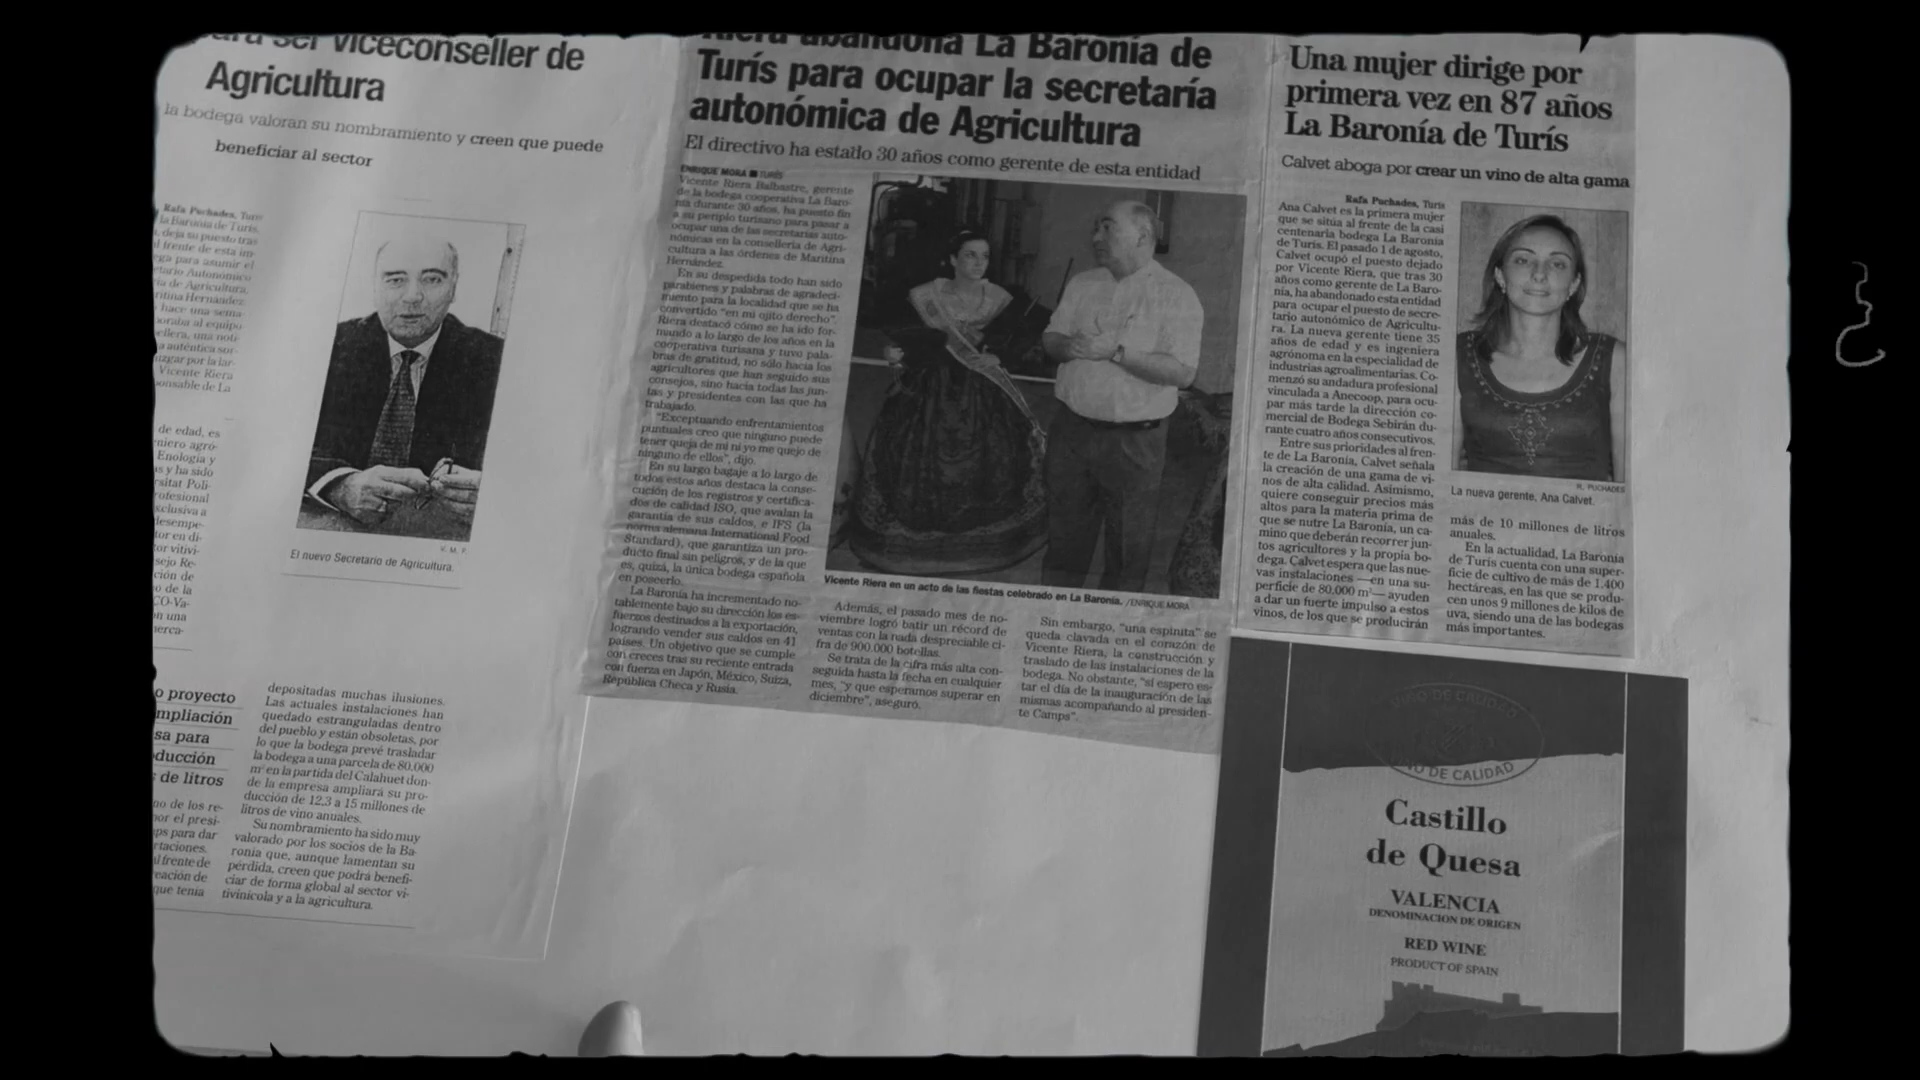 para ser viceconseller de
Agricultura
la bodega valoran su nombramiento y creen que puede
beneficiar al sector
Rafa Puchades, Turís
la Baronía de Turís,
deja su puesto tras
al frente de esta im-
ega para asumir el
etario Autonómico
ría de Agricultura,
ritina Hernández.
hace una sema-
boraba al equipo
sellera, una noti-
a auténtica sor-
uzgar por la lar-
Vicente Riera
ponsable de La
de edad, es
niero agró-
Enología y
as y ha sido
rsitat Poli-
rofesional
xclusiva a
desempe-
tor en di-
tor vitivi-
sejo Re-
ción de
o de la
CO-Va-
n una
merca-
El nuevo Secretario de Agricultura.
V. M. F.
o proyecto
mpliación
sa para
ducción
s de litros
no de los re-
nor el presi-
ps para dar
rtaciones.
al frente de
eación de
que tenía
depositadas muchas ilusiones.
Las actuales instalaciones han
quedado estranguladas dentro
del pueblo y están obsoletas, por
lo que la bodega prevé trasladar
la bodega a una parcela de 80.000
m² en la partida del Calahuet don-
de la empresa ampliará su pro-
ducción de 12,3 a 15 millones de
litros de vino anuales.
Su nombramiento ha sido muy
valorado por los socios de la Ba-
ronía que, aunque lamentan su
pérdida, creen que podrá benefi-
ciar de forma global al sector vi-
tivinícola y a la agricultura.
Riera abandona La Baronía de
Turís para ocupar la secretaría
autonómica de Agricultura
El directivo ha estado 30 años como gerente de esta entidad
ENRIQUE MORA ■ TURÍS
Vicente Riera Balbastre, gerente
de la bodega cooperativa La Baro-
nía durante 30 años, ha puesto fin
a su periplo turisano para pasar a
ocupar una de las secretarías auto-
nómicas en la consellería de Agri-
cultura a las órdenes de Maritina
Hernández.
En su despedida todo han sido
parabienes y palabras de agradeci-
miento para la localidad que se ha
convertido "en mi ojito derecho".
Riera destacó cómo se ha ido for-
mando a lo largo de los años en la
cooperativa turisana y tuvo pala-
bras de gratitud, no sólo hacia los
agricultores que han seguido sus
consejos, sino hacia todas las jun-
tas y presidentes con las que ha
trabajado.
"Exceptuando enfrentamientos
puntuales creo que ninguno puede
tener queja de mi ni yo me quejo de
ninguno de ellos", dijo.
En su largo bagaje a lo largo de
todos estos años destaca la conse-
cución de los registros y certifica-
dos de calidad ISO, que avalan la
garantía de sus caldos, e IFS (la
norma alemana International Food
Standard), que garantiza un pro-
ducto final sin peligros, y de la que
es, quizá, la única bodega española
en poseerlo.
La Baronía ha incrementado no-
tablemente bajo su dirección los es-
fuerzos destinados a la exportación,
logrando vender sus caldos en 41
países. Un objetivo que se cumple
con creces tras su reciente entrada
con fuerza en Japón, México, Suiza,
República Checa y Rusia.
Vicente Riera en un acto de las fiestas celebrado en La Baronía. /ENRIQUE MORA
Además, el pasado mes de no-
viembre logró batir un récord de
ventas con la nada despreciable ci-
fra de 900.000 botellas.
Se trata de la cifra más alta con-
seguida hasta la fecha en cualquier
mes, "y que esperamos superar en
diciembre", aseguró.
Sin embargo, "una espinita" se
queda clavada en el corazón de
Vicente Riera, la construcción y
traslado de las instalaciones de la
bodega. No obstante, "sí espero es-
tar el día de la inauguración de las
mismas acompañando al presiden-
te Camps".
Una mujer dirige por
primera vez en 87 años
La Baronía de Turís
Calvet aboga por crear un vino de alta gama
Rafa Puchades, Turís
Ana Calvet es la primera mujer
que se sitúa al frente de la casi
centenaria bodega La Baronía
de Turís. El pasado 1 de agosto,
Calvet ocupó el puesto dejado
por Vicente Riera, que tras 30
años como gerente de La Baro-
nía, ha abandonado esta entidad
para ocupar el puesto de secre-
tario autonómico de Agricultu-
ra. La nueva gerente tiene 35
años de edad y es ingeniera
agrónoma en la especialidad de
industrias agroalimentarias. Co-
menzó su andadura profesional
vinculada a Anecoop, para ocu-
par más tarde la dirección co-
mercial de Bodega Sebirán du-
rante cuatro años consecutivos.
Entre sus prioridades al fren-
te de La Baronía, Calvet señala
la creación de una gama de vi-
nos de alta calidad. Asimismo,
quiere conseguir precios más
altos para la materia prima de
que se nutre La Baronía, un ca-
mino que deberán recorrer jun-
tos agricultores y la propia bo-
dega. Calvet espera que las nue-
vas instalaciones —en una su-
perficie de 80.000 m²— ayuden
a dar un fuerte impulso a estos
vinos, de los que se producirán
R. PUCHADES
La nueva gerente, Ana Calvet.
más de 10 millones de litros
anuales.
En la actualidad, La Baronía
de Turís cuenta con una super-
ficie de cultivo de más de 1.400
hectáreas, en las que se produ-
cen unos 9 millones de kilos de
uva, siendo una de las bodegas
más importantes.
VINO DE CALIDAD
VINO DE CALIDAD
Castillo
de Quesa
VALENCIA
DENOMINACION DE ORIGEN
RED WINE
PRODUCT OF SPAIN